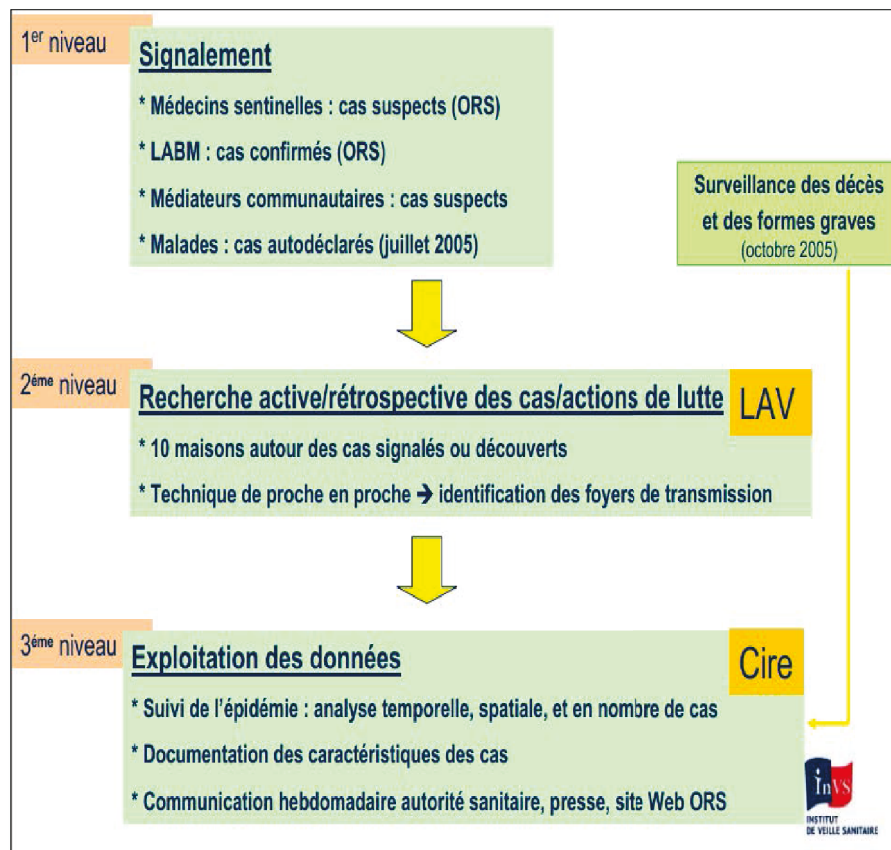 1er niveau
Signalement
* Médecins sentinelles : cas suspects (ORS)
* LABM : cas confirmés (ORS)
* Médiateurs communautaires : cas suspects
* Malades : cas autodéclarés (juillet 2005)
Surveillance des décès
et des formes graves
(octobre 2005)
2éme niveau
Recherche active/rétrospective des cas/actions de lutte
LAV
* 10 maisons autour des cas signalés ou découverts
* Technique de proche en proche ➔ identification des foyers de transmission
3éme niveau
Exploitation des données
Cire
* Suivi de l'épidémie : analyse temporelle, spatiale, et en nombre de cas
* Documentation des caractéristiques des cas
* Communication hebdomadaire autorité sanitaire, presse, site Web ORS
InVS
INSTITUT
DE VEILLE SANITAIRE